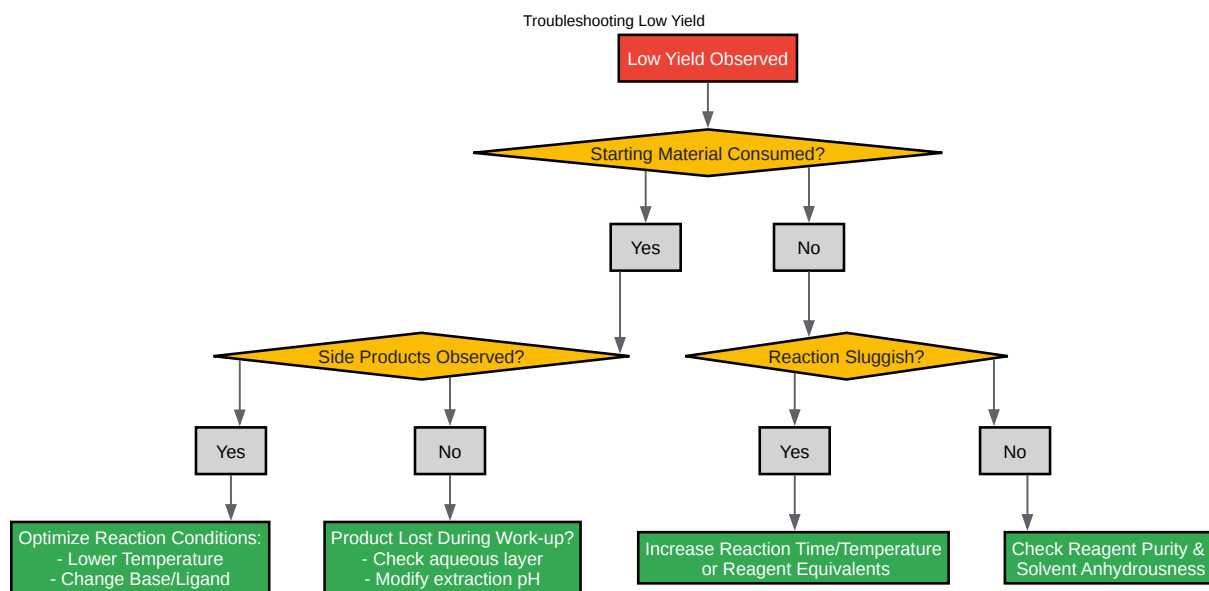 Troubleshooting Low Yield
Low Yield Observed
Starting Material Consumed?
Yes
No
Side Products Observed?
Reaction Sluggish?
Yes
No
Yes
No
Optimize Reaction Conditions:
- Lower Temperature
- Change Base/Ligand
Product Lost During Work-up?
- Check aqueous layer
- Modify extraction pH
Increase Reaction Time/Temperature
or Reagent Equivalents
Check Reagent Purity &
Solvent Anhydrousness